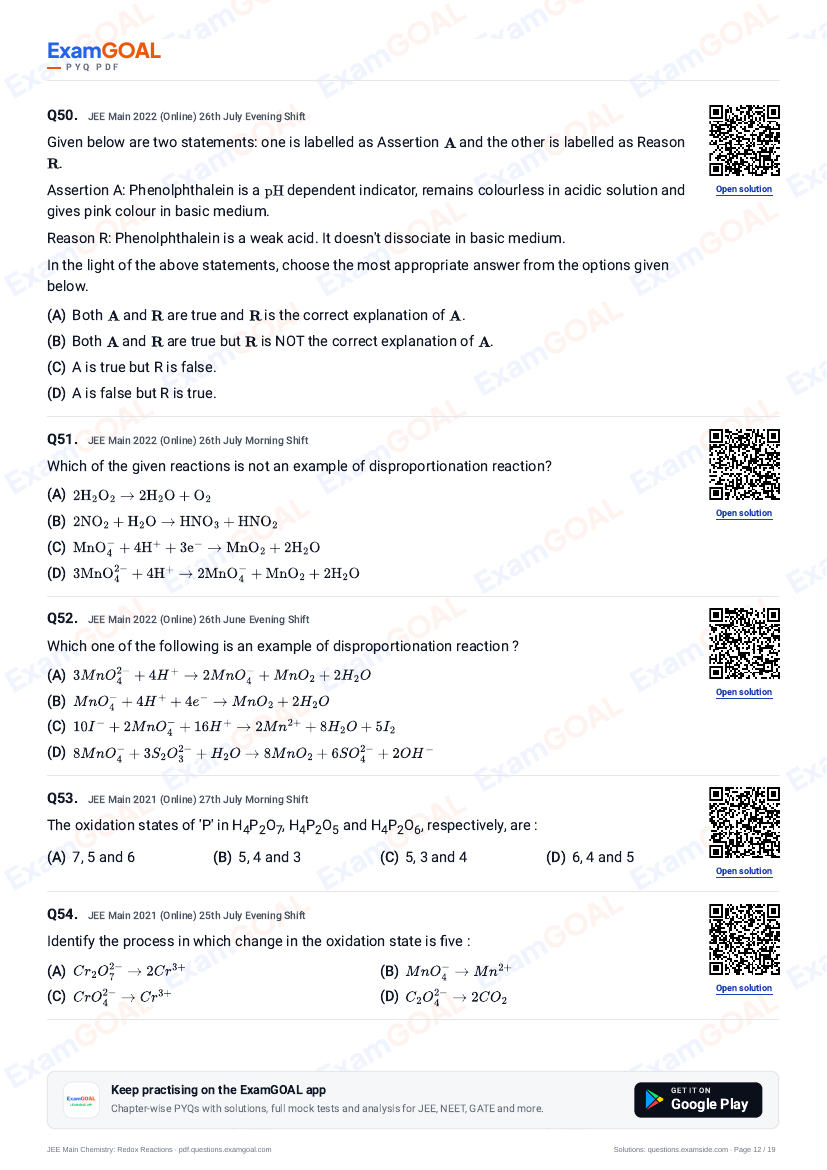 ExamGOAL
PYQ PDF
Q50. JEE Main 2022 (Online) 26th July Evening Shift
Given below are two statements: one is labelled as Assertion A and the other is labelled as Reason
R.
Assertion A: Phenolphthalein is a pH dependent indicator, remains colourless in acidic solution and
gives pink colour in basic medium.
Reason R: Phenolphthalein is a weak acid. It doesn't dissociate in basic medium.
In the light of the above statements, choose the most appropriate answer from the options given
below.
(A) Both A and R are true and R is the correct explanation of A.
(B) Both A and R are true but R is NOT the correct explanation of A.
(C) A is true but R is false.
(D) A is false but R is true.
Open solution
Q51. JEE Main 2022 (Online) 26th July Morning Shift
Which of the given reactions is not an example of disproportionation reaction?
(A) 2H₂O₂ → 2H₂O + O₂
(B) 2NO₂ + H₂O → HNO₃ + HNO₂
(C) MnO₄⁻ + 4H⁺ + 3e⁻ → MnO₂ + 2H₂O
(D) 3MnO₄²⁻ + 4H⁺ → 2MnO₄⁻ + MnO₂ + 2H₂O
Open solution
Q52. JEE Main 2022 (Online) 26th June Evening Shift
Which one of the following is an example of disproportionation reaction ?
(A) 3MnO₄²⁻ + 4H⁺ → 2MnO₄⁻ + MnO₂ + 2H₂O
(B) MnO₄⁻ + 4H⁺ + 4e⁻ → MnO₂ + 2H₂O
(C) 10I⁻ + 2MnO₄⁻ + 16H⁺ → 2Mn²⁺ + 8H₂O + 5I₂
(D) 8MnO₄⁻ + 3S₂O₃²⁻ + H₂O → 8MnO₂ + 6SO₄²⁻ + 2OH⁻
Open solution
Q53. JEE Main 2021 (Online) 27th July Morning Shift
The oxidation states of 'P' in H₄P₂O₇, H₄P₂O₅ and H₄P₂O₆, respectively, are :
(A) 7, 5 and 6 (B) 5, 4 and 3 (C) 5, 3 and 4 (D) 6, 4 and 5
Open solution
Q54. JEE Main 2021 (Online) 25th July Evening Shift
Identify the process in which change in the oxidation state is five :
(A) Cr₂O₇²⁻ → 2Cr³⁺ (B) MnO₄⁻ → Mn²⁺
(C) CrO₄²⁻ → Cr³⁺ (D) C₂O₄²⁻ → 2CO₂
Open solution
ExamGOAL
Keep practising on the ExamGOAL app
Chapter-wise PYQs with solutions, full mock tests and analysis for JEE, NEET, GATE and more.
GET IT ON
Google Play
JEE Main Chemistry: Redox Reactions · pdf.questions.examgoal.com
Solutions: questions.examside.com · Page 12 / 19